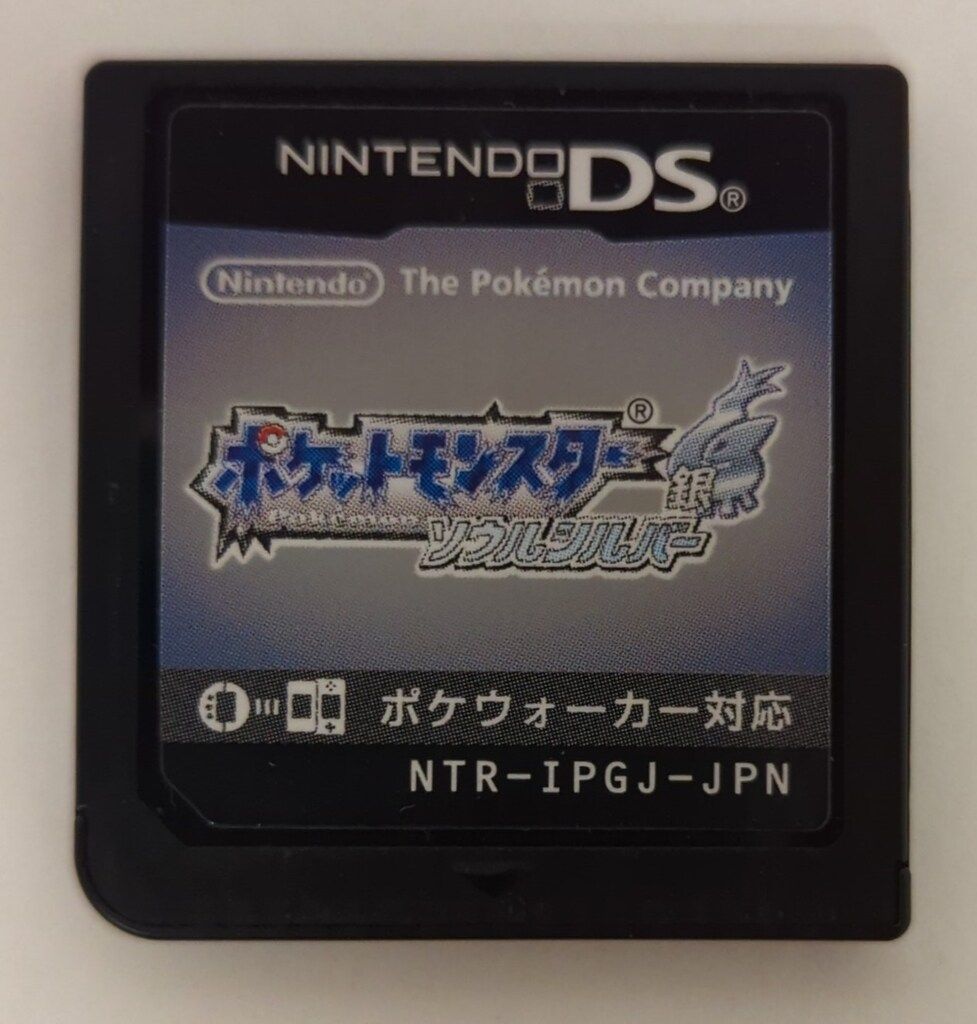 NINTENDO DS®
Nintendo® The Pokémon Company
ポケットモンスター®
Pokémon
銀
ソウルシルバー
ポケウォーカー対応
NTR-IPGJ-JPN